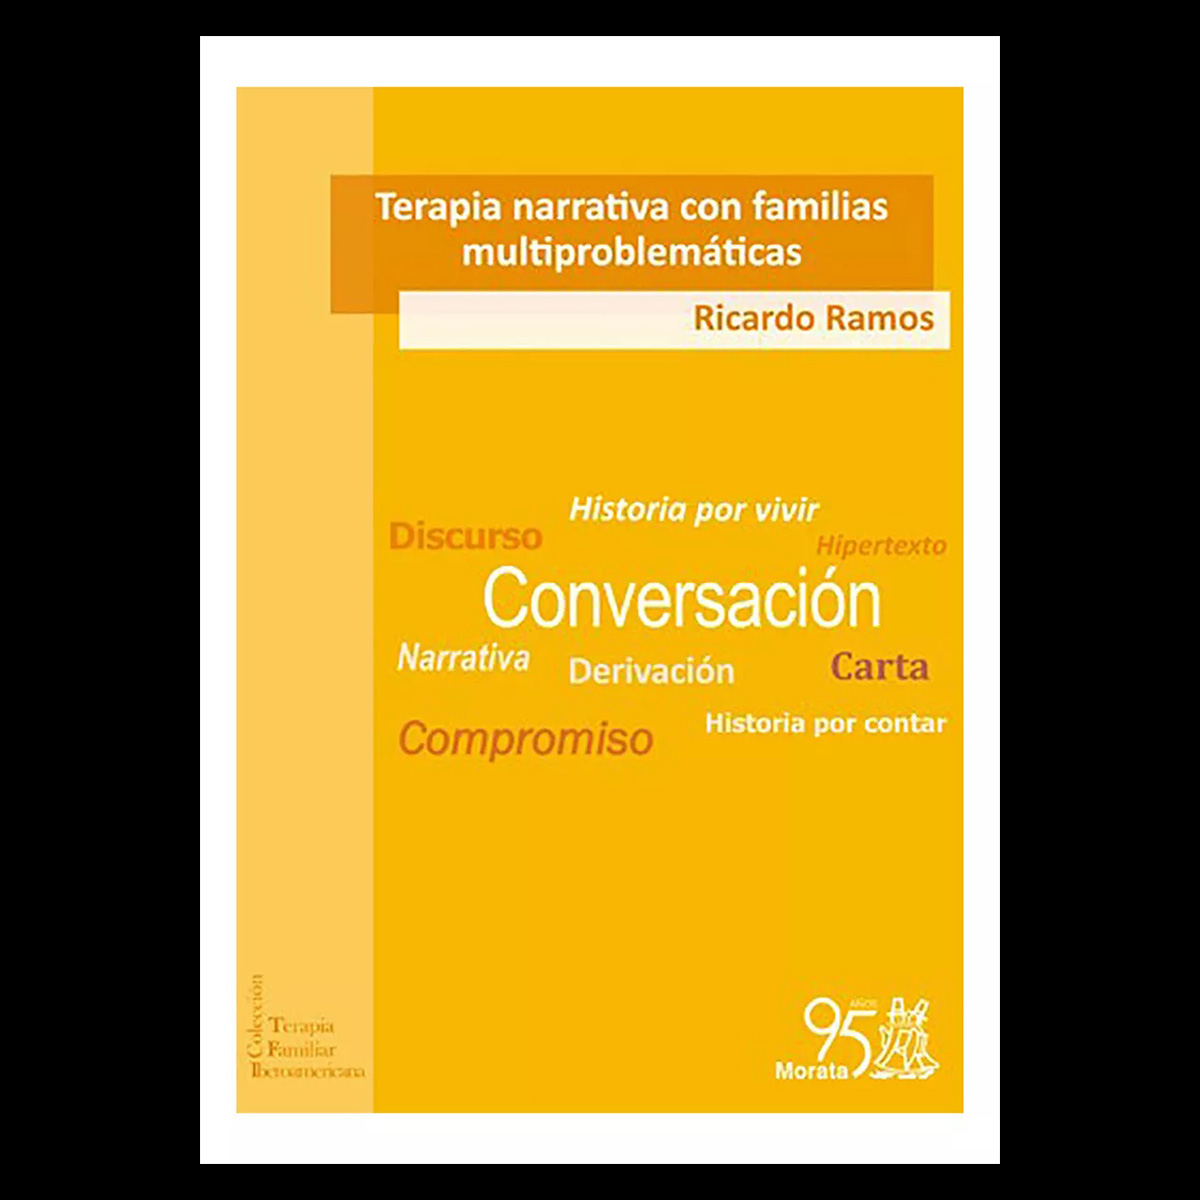 Terapia narrativa con familias
multiproblemáticas
Ricardo Ramos
Historia por vivir
Discurso
Hipertexto
Conversación
Narrativa
Derivación
Carta
Historia por contar
Compromiso
Colección
Terapia
Familiar
Iberoamericana
95 AÑOS
Morata